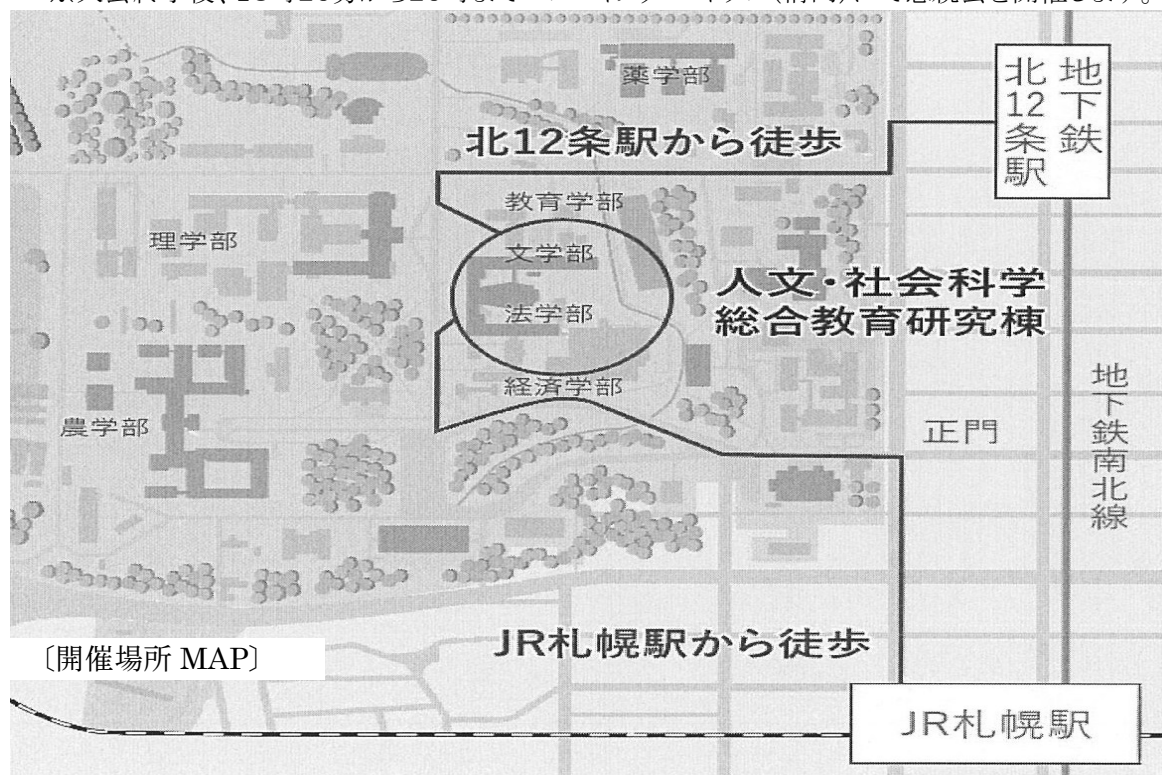 薬学部
地下鉄
北12条駅
北12条駅から徒歩
教育学部
理学部
文学部
人文・社会科学
総合教育研究棟
法学部
経済学部
農学部
正門
地下鉄南北線
JR札幌駅から徒歩
〔開催場所 MAP〕
JR札幌駅